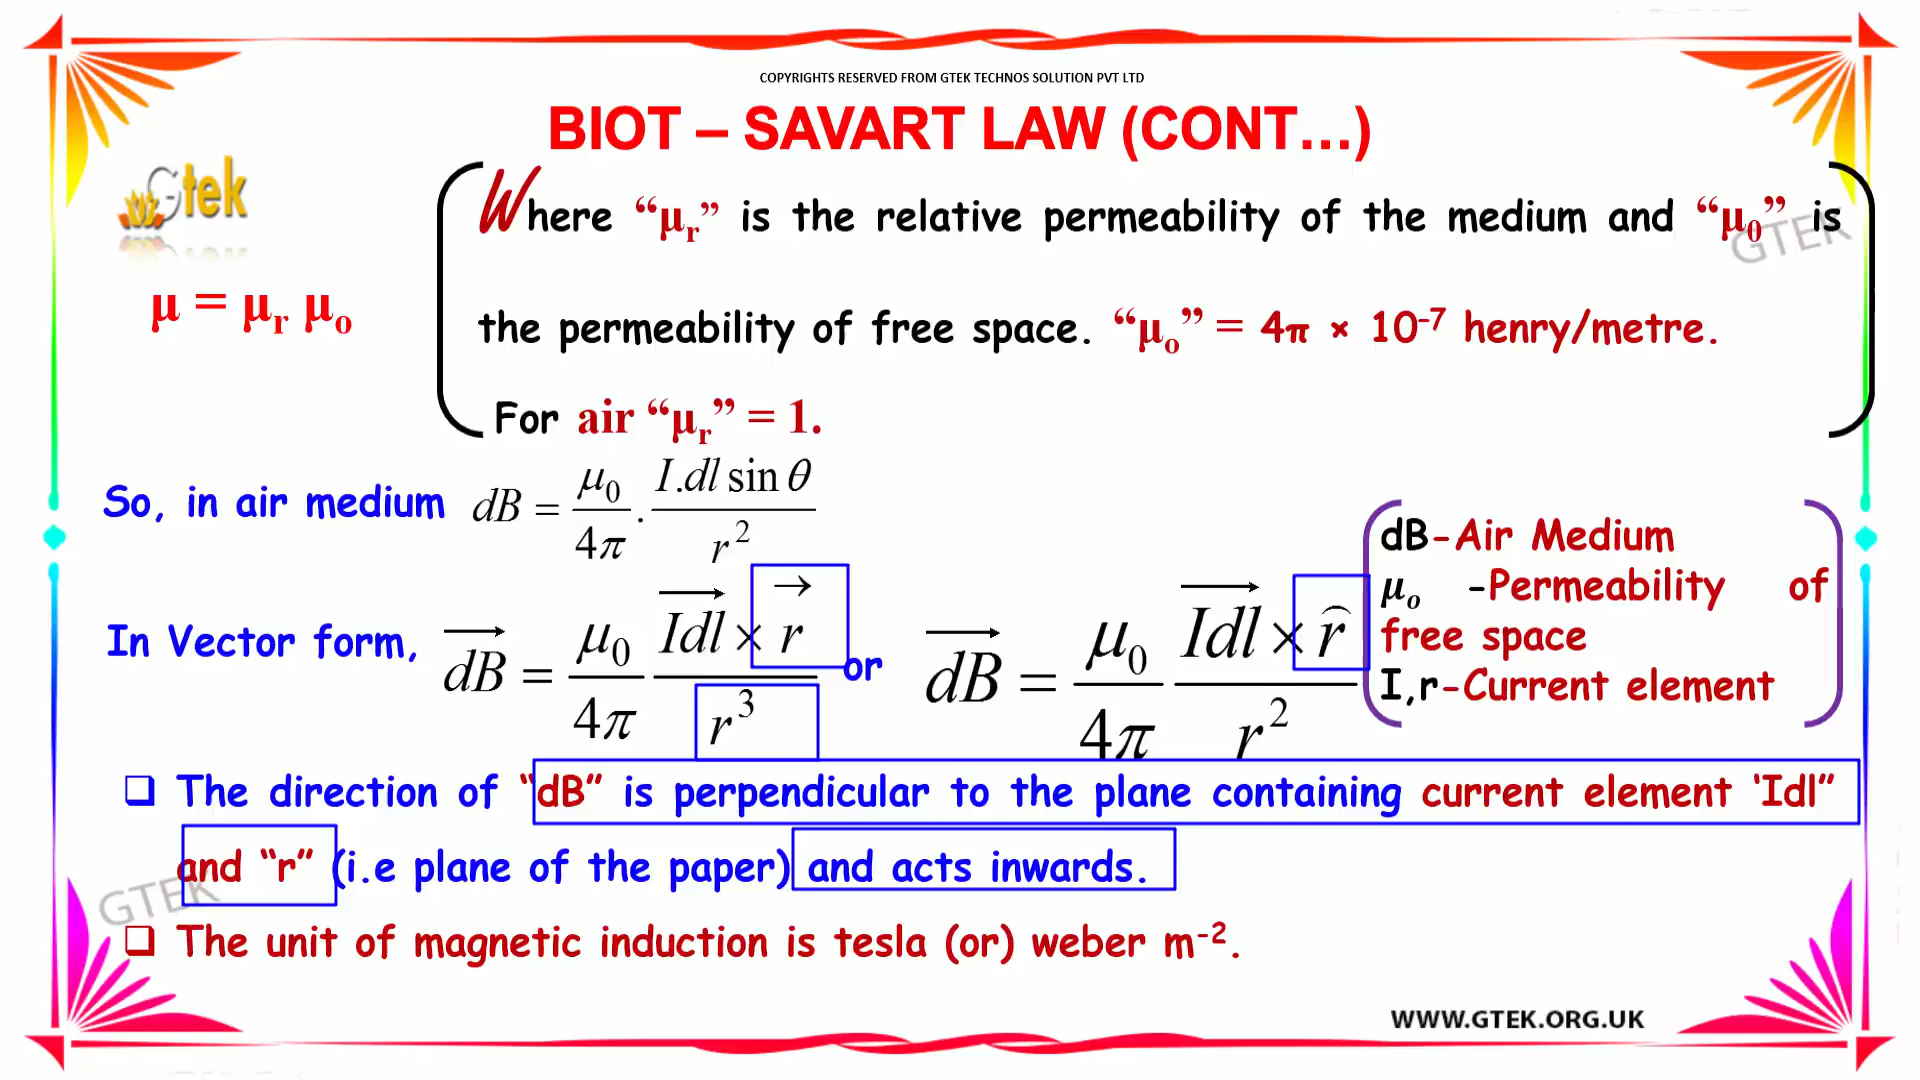 COPYRIGHTS RESERVED FROM GTEK TECHNOS SOLUTION PVT LTD
BIOT – SAVART LAW (CONT...)
Gtek
Where “μr” is the relative permeability of the medium and “μ0” is
GTEK
μ = μr μo
the permeability of free space. “μo” = 4π × 10⁻⁷ henry/metre.
For air “μr” = 1.
So, in air medium dB = μ0/4π . I.dl sin θ / r²
In Vector form, →dB = μ0/4π →Idl × →r / r³ or →dB = μ0/4π →Idl × r̂ / r²
dB-Air Medium
μo -Permeability of
free space
I,r-Current element
❑ The direction of “dB” is perpendicular to the plane containing current element ‘Idl”
and “r” (i.e plane of the paper) and acts inwards.
GTEK
❑ The unit of magnetic induction is tesla (or) weber m⁻².
WWW.GTEK.ORG.UK